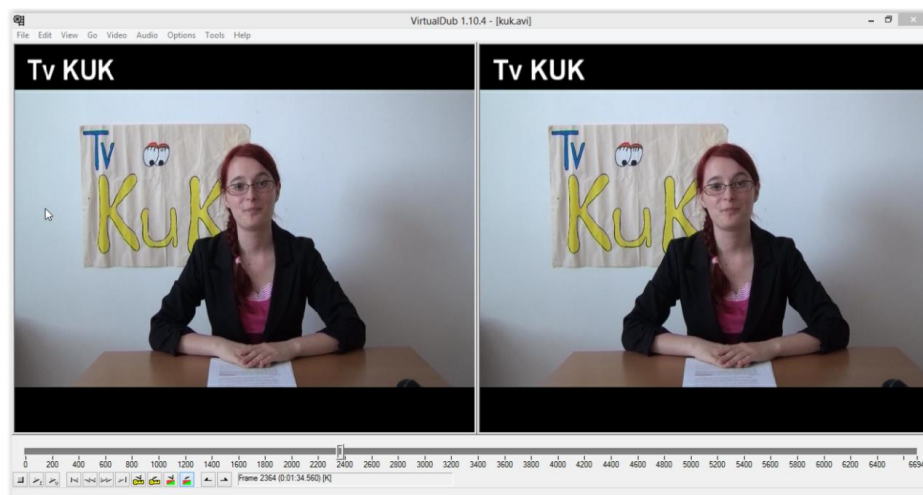 VirtualDub 1.10.4 - [kuk.avi]
File Edit View Go Video Audio Options Tools Help
Tv KUK
Tv KUK
Tv
KuK
Tv
KuK
0 200 400 600 800 1000 1200 1400 1600 1800 2000 2200 2400 2600 2800 3000 3200 3400 3600 3800 4000 4200 4400 4600 4800 5000 5200 5400 5600 5800 6000 6200 6400 6694
Frame 2364 (0:01:34.560) [K]